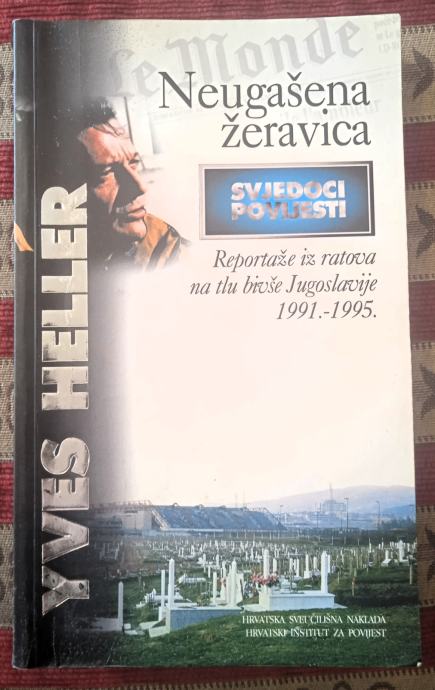 Le Monde
Neugašena
žeravica
SVJEDOCI
POVIJESTI
Reportaže iz ratova
na tlu bivše Jugoslavije
1991.-1995.
YVES HELLER
HRVATSKA SVEUČILIŠNA NAKLADA
HRVATSKI INSTITUT ZA POVIJEST